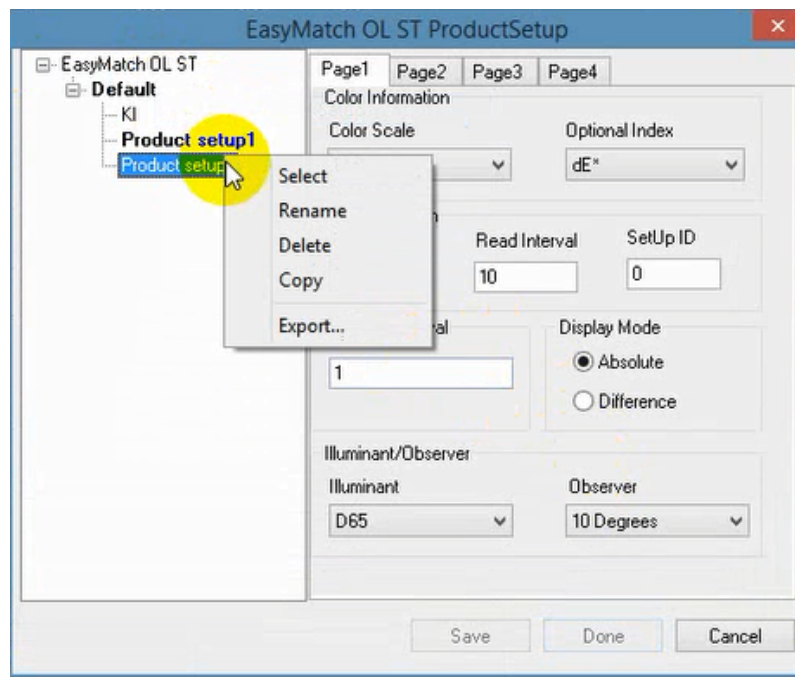 EasyMatch OL ST ProductSetup
EasyMatch OL ST
Default
KI
Product setup1
Product setup
Select
Rename
Delete
Copy
Export...
Page1 Page2 Page3 Page4
Color Information
Color Scale
Optional Index
dE*
Read Interval
SetUp ID
10
0
al
1
Display Mode
Absolute
Difference
Illuminant/Observer
Illuminant
Observer
D65
10 Degrees
Save
Done
Cancel